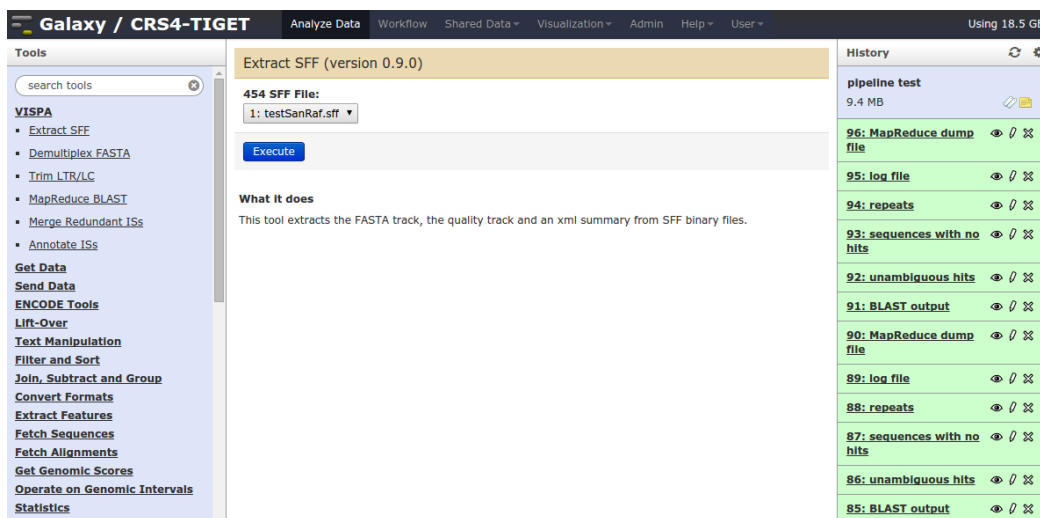 Galaxy / CRS4-TIGET
Analyze Data Workflow Shared Data Visualization Admin Help User
Using 18.5 GB
Tools
search tools
VISPA
Extract SFF
Demultiplex FASTA
Trim LTR/LC
MapReduce BLAST
Merge Redundant ISs
Annotate ISs
Get Data
Send Data
ENCODE Tools
Lift-Over
Text Manipulation
Filter and Sort
Join, Subtract and Group
Convert Formats
Extract Features
Fetch Sequences
Fetch Alignments
Get Genomic Scores
Operate on Genomic Intervals
Statistics
Extract SFF (version 0.9.0)
454 SFF File:
1: testSanRaf.sff
Execute
What it does
This tool extracts the FASTA track, the quality track and an xml summary from SFF binary files.
History
pipeline test
9.4 MB
96: MapReduce dump
file
95: log file
94: repeats
93: sequences with no
hits
92: unambiguous hits
91: BLAST output
90: MapReduce dump
file
89: log file
88: repeats
87: sequences with no
hits
86: unambiguous hits
85: BLAST output